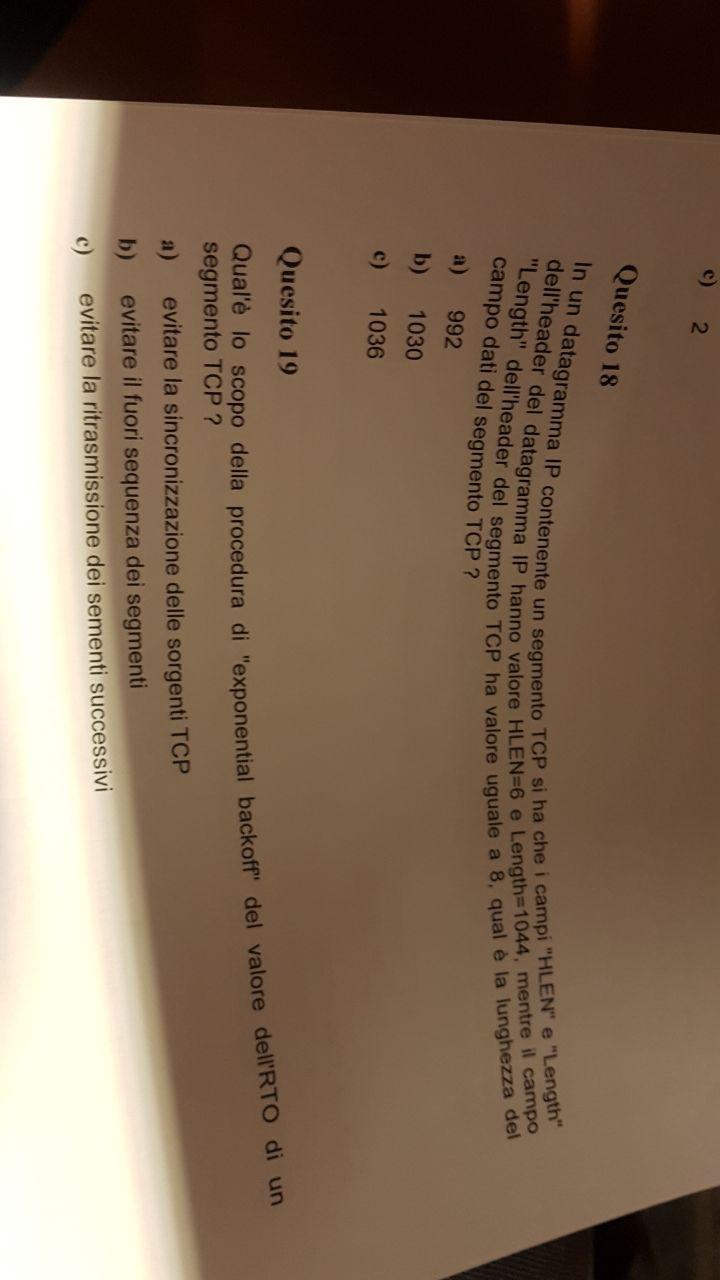 c) 2
Quesito 18
In un datagramma IP contenente un segmento TCP si ha che i campi "HLEN" e "Length"
dell'header del datagramma IP hanno valore HLEN=6 e Length=1044, mentre il campo
"Length" dell'header del segmento TCP ha valore uguale a 8, qual è la lunghezza del
campo dati del segmento TCP ?
a) 992
b) 1030
c) 1036
Quesito 19
Qual'è lo scopo della procedura di "exponential backoff" del valore dell'RTO di un
segmento TCP ?
a) evitare la sincronizzazione delle sorgenti TCP
b) evitare il fuori sequenza dei segmenti
c) evitare la ritrasmissione dei sementi successivi